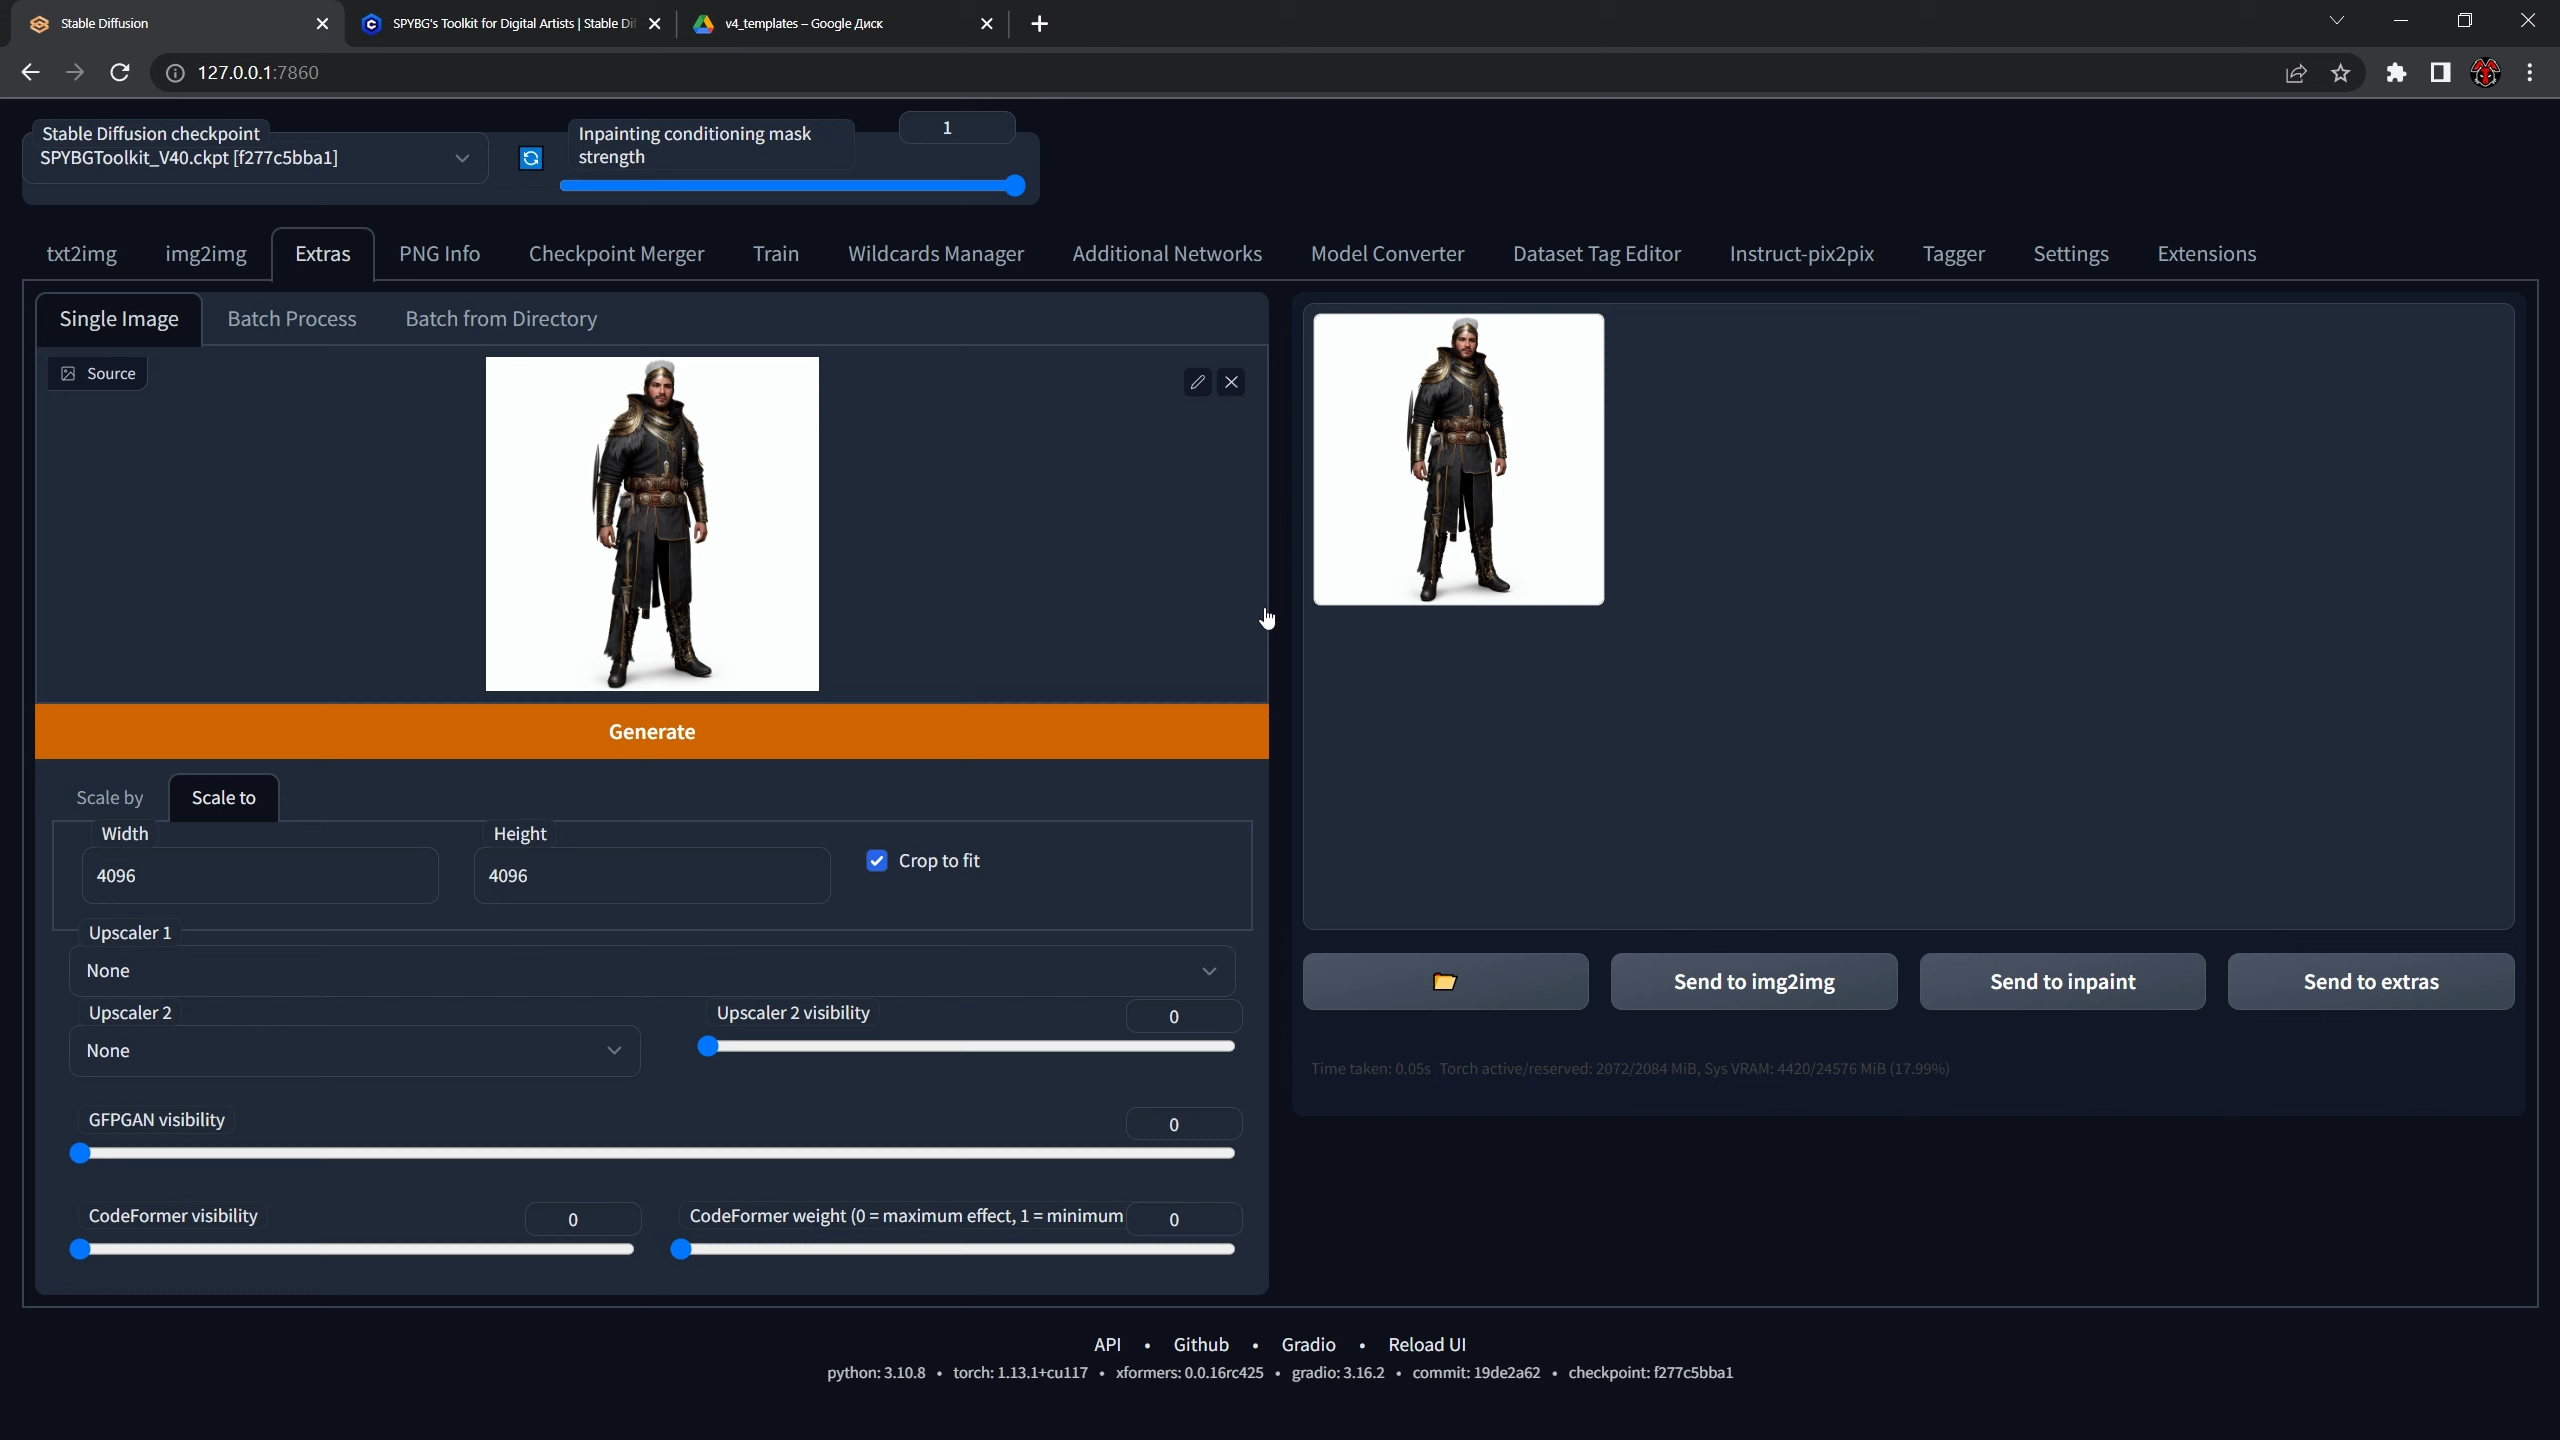 Stable Diffusion
SPYBG's Toolkit for Digital Artists | Stable Dif
v4_templates – Google Диск
127.0.0.1:7860
Stable Diffusion checkpoint
SPYBGToolkit_V40.ckpt [f277c5bba1]
Inpainting conditioning mask
strength
1
txt2img
img2img
Extras
PNG Info
Checkpoint Merger
Train
Wildcards Manager
Additional Networks
Model Converter
Dataset Tag Editor
Instruct-pix2pix
Tagger
Settings
Extensions
Single Image
Batch Process
Batch from Directory
Source
Generate
Scale by
Scale to
Width
4096
Height
4096
Crop to fit
Upscaler 1
None
Upscaler 2
None
Upscaler 2 visibility
0
GFPGAN visibility
0
CodeFormer visibility
0
CodeFormer weight (0 = maximum effect, 1 = minimum
0
Send to img2img
Send to inpaint
Send to extras
Time taken: 0.05s Torch active/reserved: 2072/2084 MiB, Sys VRAM: 4420/24576 MiB (17.99%)
API • Github • Gradio • Reload UI
python: 3.10.8 • torch: 1.13.1+cu117 • xformers: 0.0.16rc425 • gradio: 3.16.2 • commit: 19de2a62 • checkpoint: f277c5bba1